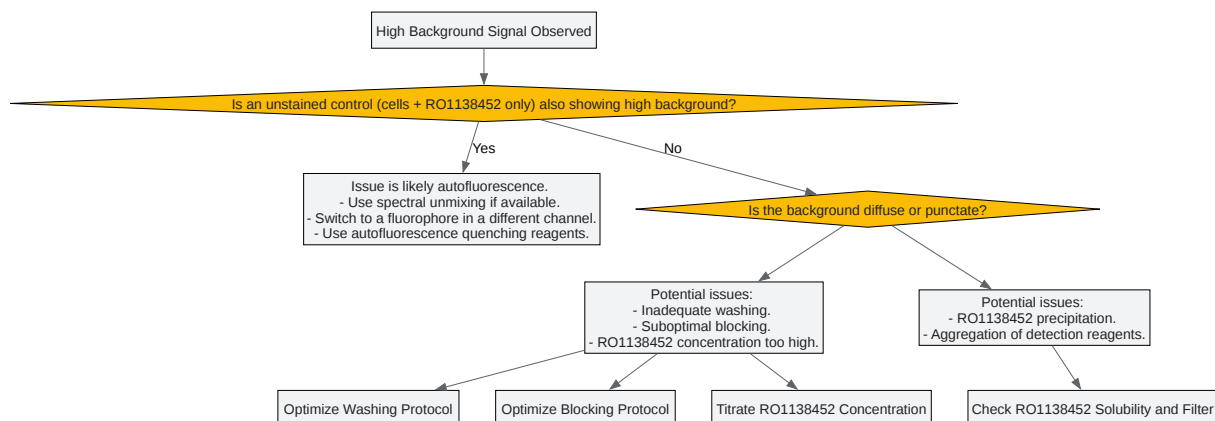 High Background Signal Observed
Is an unstained control (cells + RO1138452 only) also showing high background?
Yes
No
Issue is likely autofluorescence.
- Use spectral unmixing if available.
- Switch to a fluorophore in a different channel.
- Use autofluorescence quenching reagents.
Is the background diffuse or punctate?
Potential issues:
- Inadequate washing.
- Suboptimal blocking.
- RO1138452 concentration too high.
Potential issues:
- RO1138452 precipitation.
- Aggregation of detection reagents.
Optimize Washing Protocol
Optimize Blocking Protocol
Titrate RO1138452 Concentration
Check RO1138452 Solubility and Filter